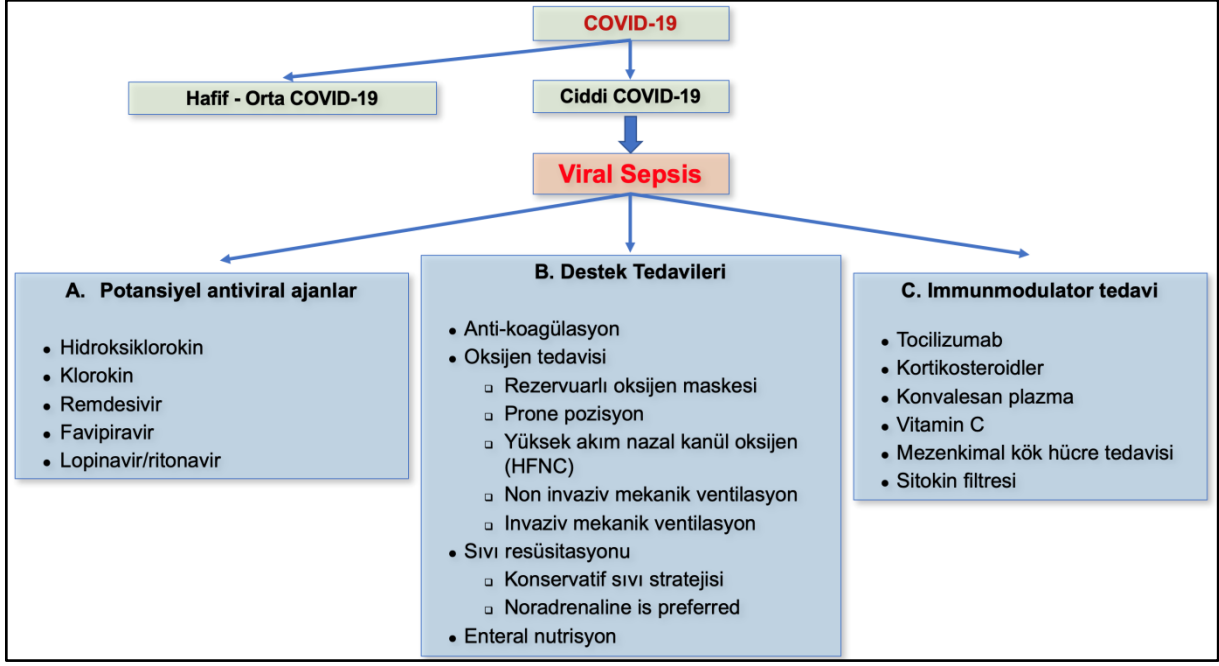 COVID-19
Hafif - Orta COVID-19
Ciddi COVID-19
Viral Sepsis
A. Potansiyel antiviral ajanlar
• Hidroksiklorokin
• Klorokin
• Remdesivir
• Favipiravir
• Lopinavir/ritonavir
B. Destek Tedavileri
• Anti-koagülasyon
• Oksijen tedavisi
▫ Rezervuarlı oksijen maskesi
▫ Prone pozisyon
▫ Yüksek akım nazal kanül oksijen
(HFNC)
▫ Non invaziv mekanik ventilasyon
▫ Invaziv mekanik ventilasyon
• Sıvı resüsitasyonu
▫ Konservatif sıvı stratejisi
▫ Noradrenaline is preferred
• Enteral nutrisyon
C. Immunmodulator tedavi
• Tocilizumab
• Kortikosteroidler
• Konvalesan plazma
• Vitamin C
• Mezenkimal kök hücre tedavisi
• Sitokin filtresi